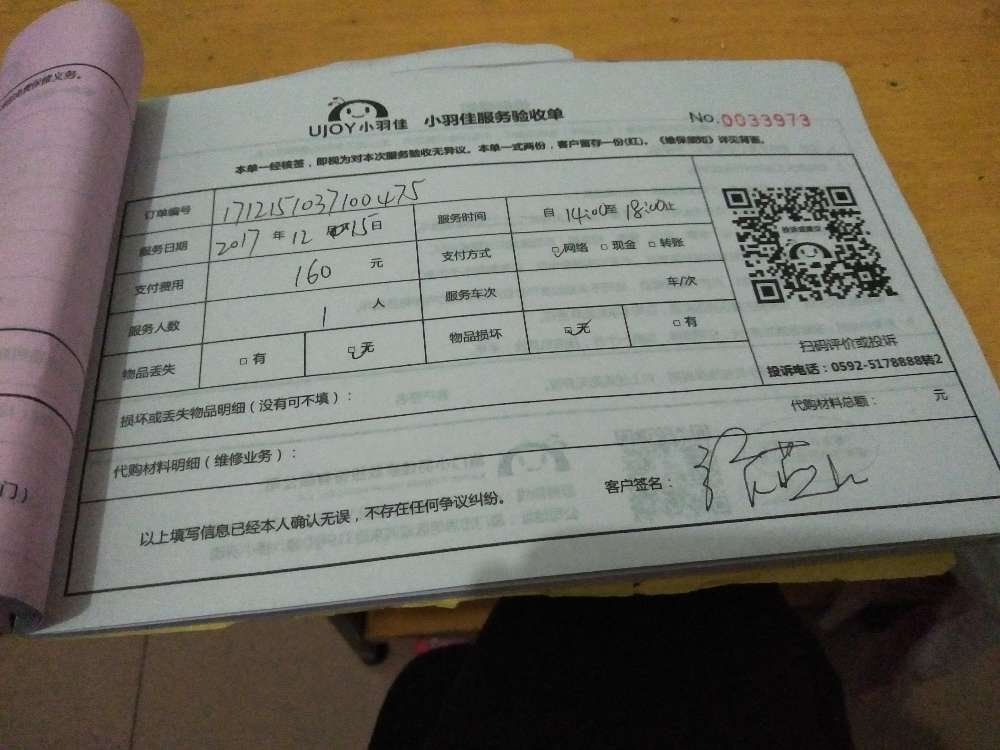 UJOY小羽佳 小羽佳服务验收单 No.0033973
本单一经核签，即视为对本次服务验收无异议。本单一式两份，客户留存一份(红)。《维保须知》详见背面。
订单编号 1712151037100475
服务日期 2017 年 12 月 15 日 服务时间 自 14:00 至 18:00 止
支付费用 160 元 支付方式 网络 现金 转账
服务人数 1 人 服务车次 车/次
物品丢失 有 无 物品损坏 无 有
扫码评价或投诉
投诉电话：0592-5178888转2
损坏或丢失物品明细（没有可不填）：
代购材料明细（维修业务）： 代购材料总额： 元
以上填写信息已经本人确认无误，不存在任何争议纠纷。 客户签名：
保修义务。
门）